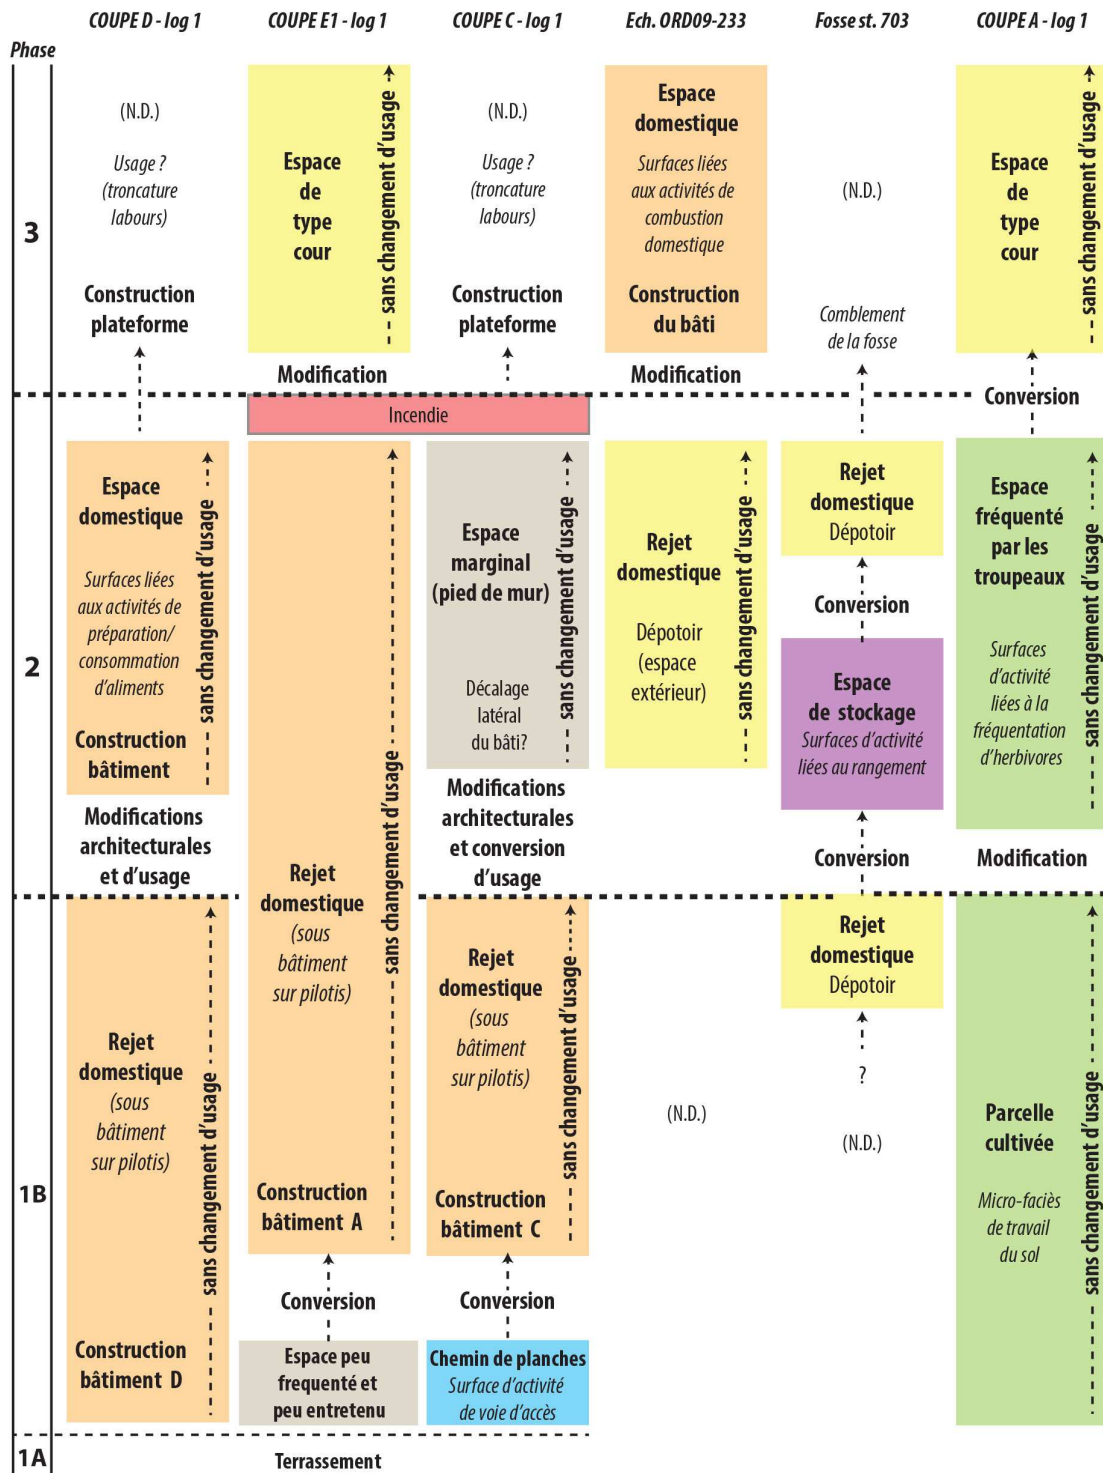 COUPE D - log 1
COUPE E1 - log 1
COUPE C - log 1
Ech. ORD09-233
Fosse st. 703
COUPE A - log 1
Phase
3
2
1B
1A
(N.D.)
Usage ?
(troncature
labours)
Construction
plateforme
Espace
domestique
Surfaces liées
aux activités de
préparation/
consommation
d'aliments
Construction
bâtiment
sans changement d'usage
Modifications
architecturales
et d'usage
Rejet
domestique
(sous
bâtiment
sur pilotis)
Construction
bâtiment D
sans changement d'usage
Espace
de
type
cour
sans changement d'usage
Modification
Incendie
Rejet
domestique
(sous
bâtiment
sur pilotis)
Construction
bâtiment A
sans changement d'usage
Conversion
Espace peu
frequenté et
peu entretenu
Terrassement
(N.D.)
Usage ?
(troncature
labours)
Construction
plateforme
Espace
marginal
(pied de mur)
Décalage
latéral
du bâti?
sans changement d'usage
Modifications
architecturales
et conversion
d'usage
Rejet
domestique
(sous
bâtiment
sur pilotis)
Construction
bâtiment C
sans changement d'usage
Conversion
Chemin de planches
Surface d'activité
de voie d'accès
Espace
domestique
Surfaces liées
aux activités de
combustion
domestique
Construction
du bâti
Modification
Rejet
domestique
Dépotoir
(espace
extérieur)
sans changement d'usage
(N.D.)
(N.D.)
Comblement
de la fosse
Rejet
domestique
Dépotoir
Conversion
Espace
de stockage
Surfaces d'activité
liées au rangement
Conversion
Rejet
domestique
Dépotoir
?
(N.D.)
Espace
de
type
cour
sans changement d'usage
Conversion
Espace
fréquenté
par les
troupeaux
Surfaces
d'activité
liées à la
fréquentation
d'herbivores
sans changement d'usage
Modification
Parcelle
cultivée
Micro-faciès
de travail
du sol
sans changement d'usage